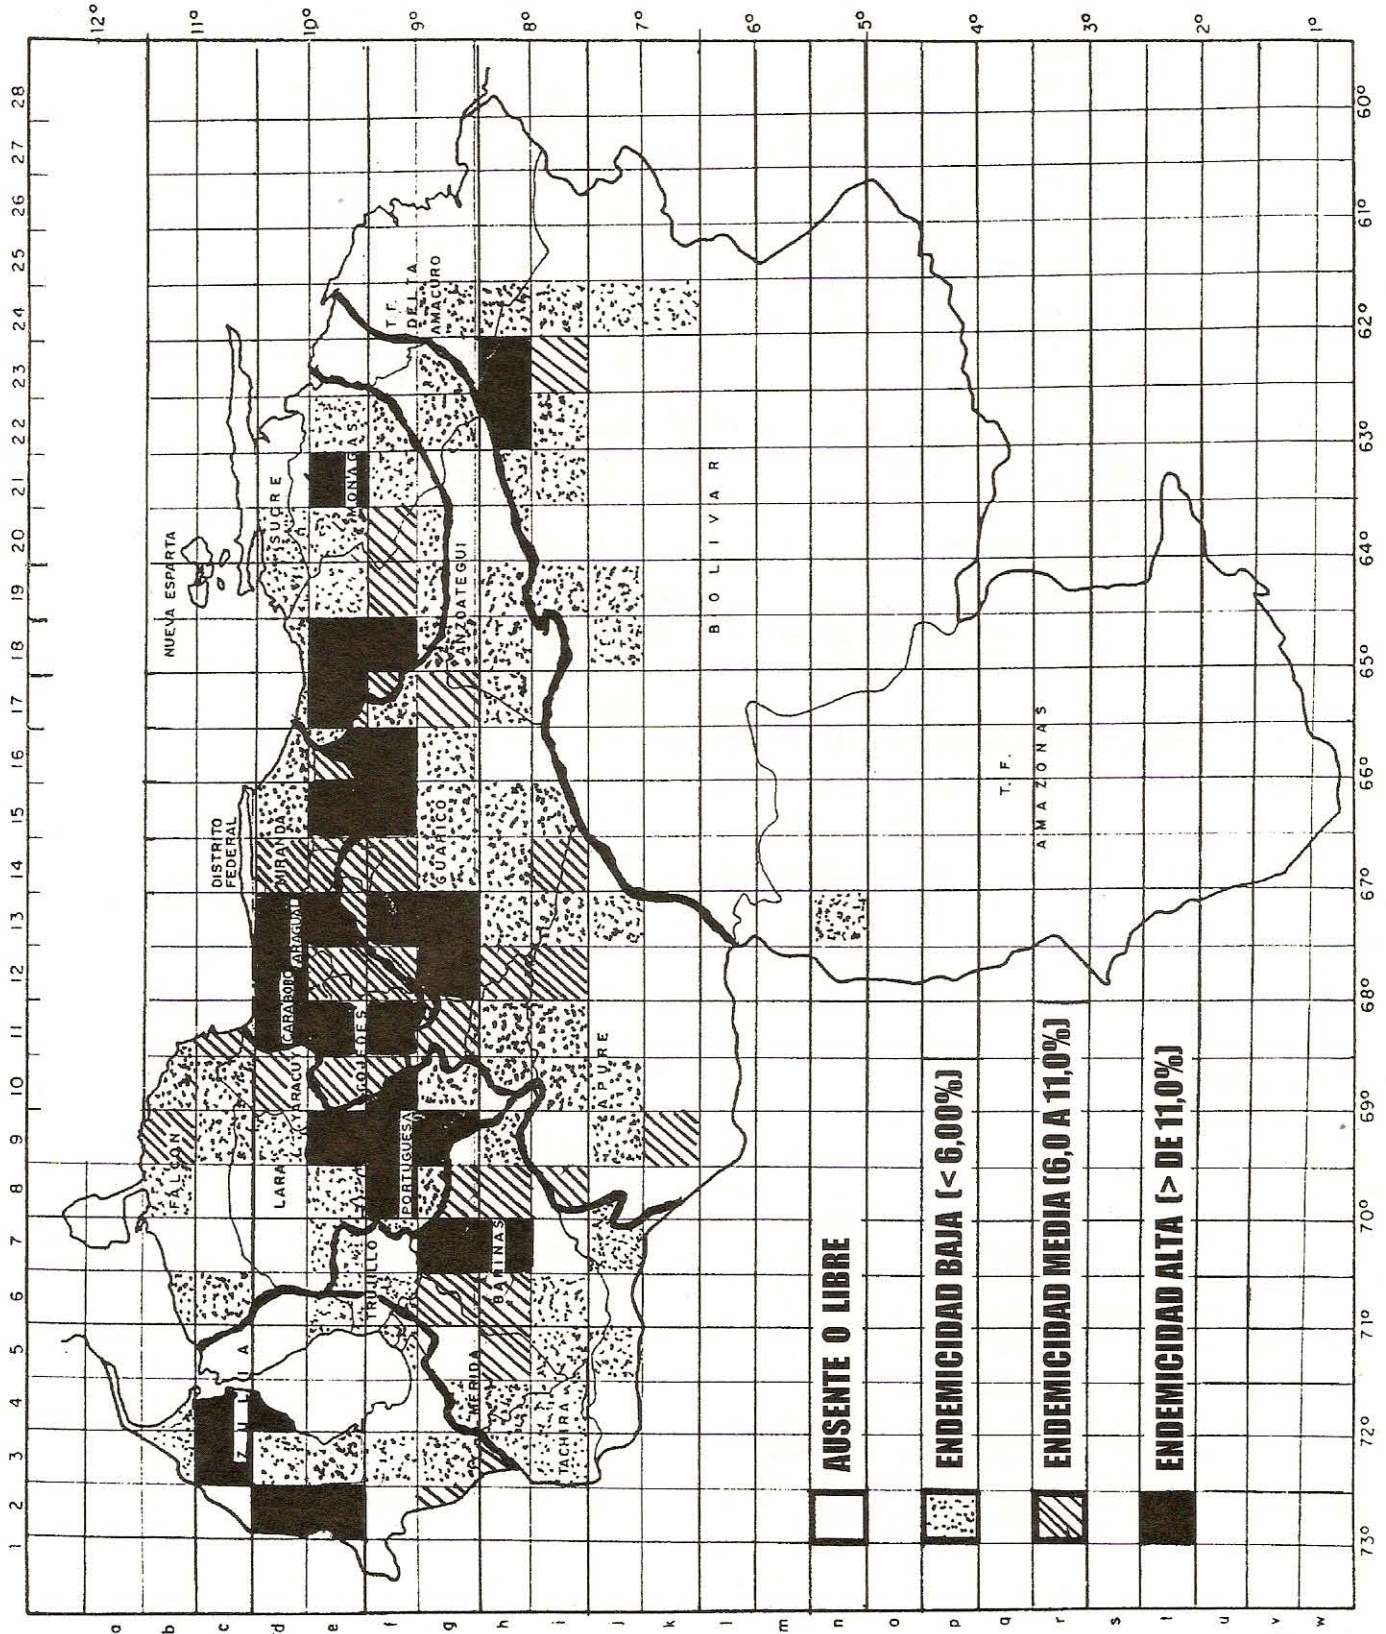 1 2 3 4 5 6 7 8 9 10 11 12 13 14 15 16 17 18 19 20 21 22 23 24 25 26 27 28
a
b
c
d
e
f
g
h
i
j
k
l
m
n
o
p
q
r
s
t
u
v
w
12°
11°
10°
9°
8°
7°
6°
5°
4°
3°
2°
1°
NUEVA ESPARTA
DISTRITO
FEDERAL
FALCON
ZULIA
LARA
YARACUY
CARABOBO
ARAGUA
MIRANDA
SUCRE
MONAGAS
TRUJILLO
PORTUGUESA
COJEDES
GUARICO
ANZOATEGUI
T.F.
DELTA
AMACURO
MERIDA
BARINAS
TACHIRA
APURE
BOLIVAR
T. F.
AMAZONAS
AUSENTE O LIBRE
ENDEMICIDAD BAJA (< 6,00%)
ENDEMICIDAD MEDIA (6,0 A 11,0%)
ENDEMICIDAD ALTA (> DE 11,0%)
73° 72° 71° 70° 69° 68° 67° 66° 65° 64° 63° 62° 61° 60°